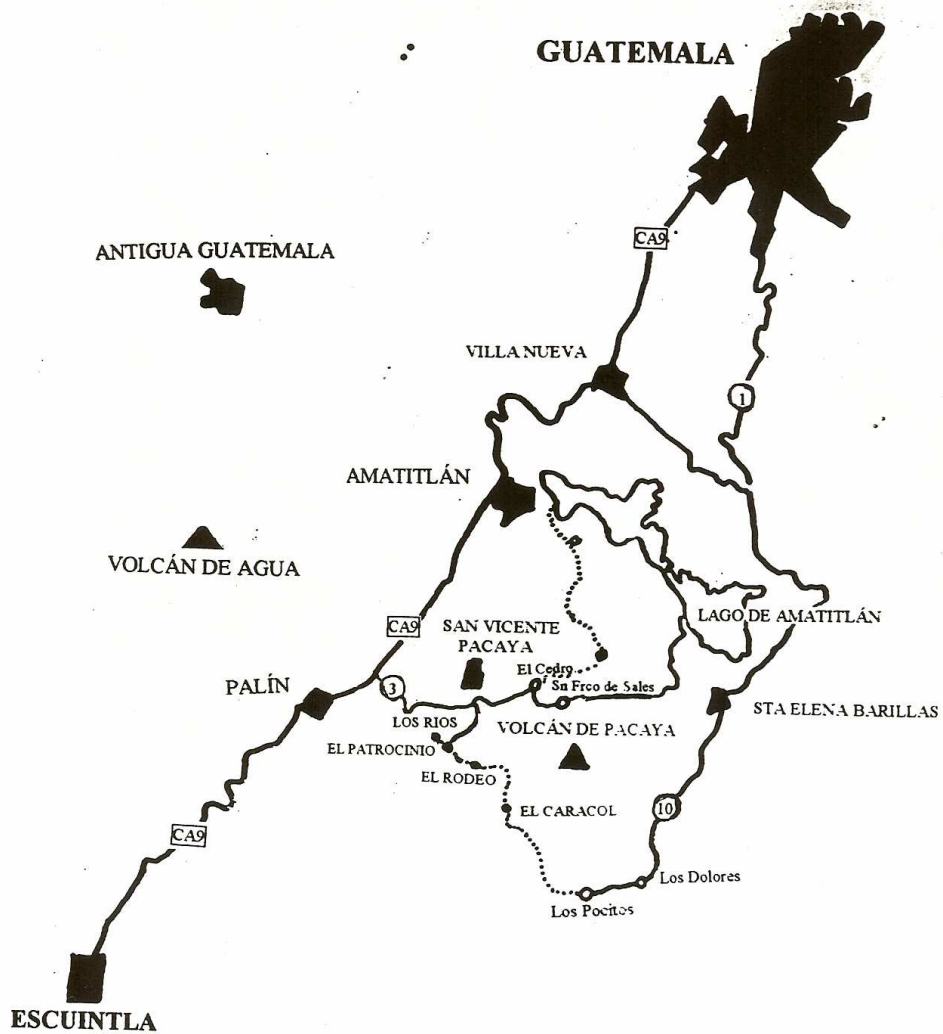 GUATEMALA
CA9
ANTIGUA GUATEMALA
VILLA NUEVA
1
AMATITLÁN
VOLCÁN DE AGUA
LAGO DE AMATITLÁN
CA9
SAN VICENTE
PACAYA
El Cedro
Sn Frco de Sales
PALÍN
3
STA ELENA BARILLAS
LOS RIOS
VOLCÁN DE PACAYA
EL PATROCINIO
EL RODEO
EL CARACOL
10
CA9
Los Dolores
Los Pocitos
ESCUINTLA